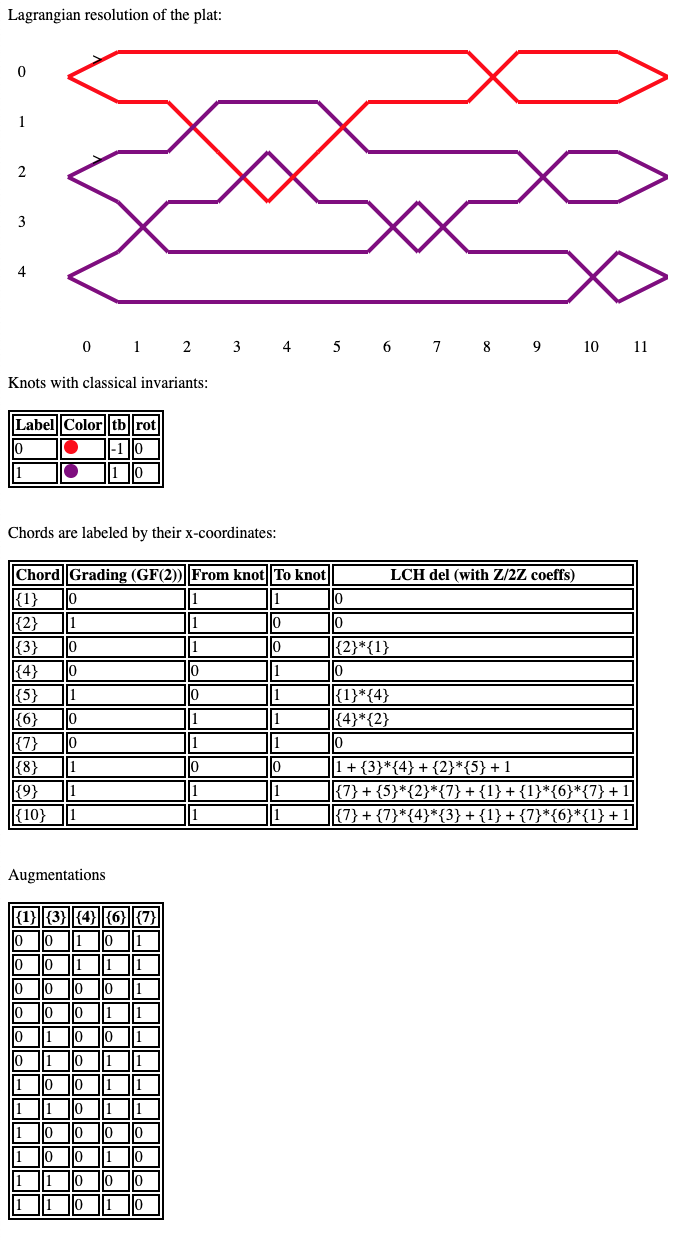 Lagrangian resolution of the plat:
>
0
1
>
2
3
4
0 1 2 3 4 5 6 7 8 9 10 11
Knots with classical invariants:
Label Color tb rot
0 -1 0
1 1 0
Chords are labeled by their x-coordinates:
Chord Grading (GF(2)) From knot To knot LCH del (with Z/2Z coeffs)
{1} 0 1 1 0
{2} 1 1 0 0
{3} 0 1 0 {2}*{1}
{4} 0 0 1 0
{5} 1 0 1 {1}*{4}
{6} 0 1 1 {4}*{2}
{7} 0 1 1 0
{8} 1 0 0 1 + {3}*{4} + {2}*{5} + 1
{9} 1 1 1 {7} + {5}*{2}*{7} + {1} + {1}*{6}*{7} + 1
{10} 1 1 1 {7} + {7}*{4}*{3} + {1} + {7}*{6}*{1} + 1
Augmentations
{1} {3} {4} {6} {7}
0 0 1 0 1
0 0 1 1 1
0 0 0 0 1
0 0 0 1 1
0 1 0 0 1
0 1 0 1 1
1 0 0 1 1
1 1 0 1 1
1 0 0 0 0
1 0 0 1 0
1 1 0 0 0
1 1 0 1 0